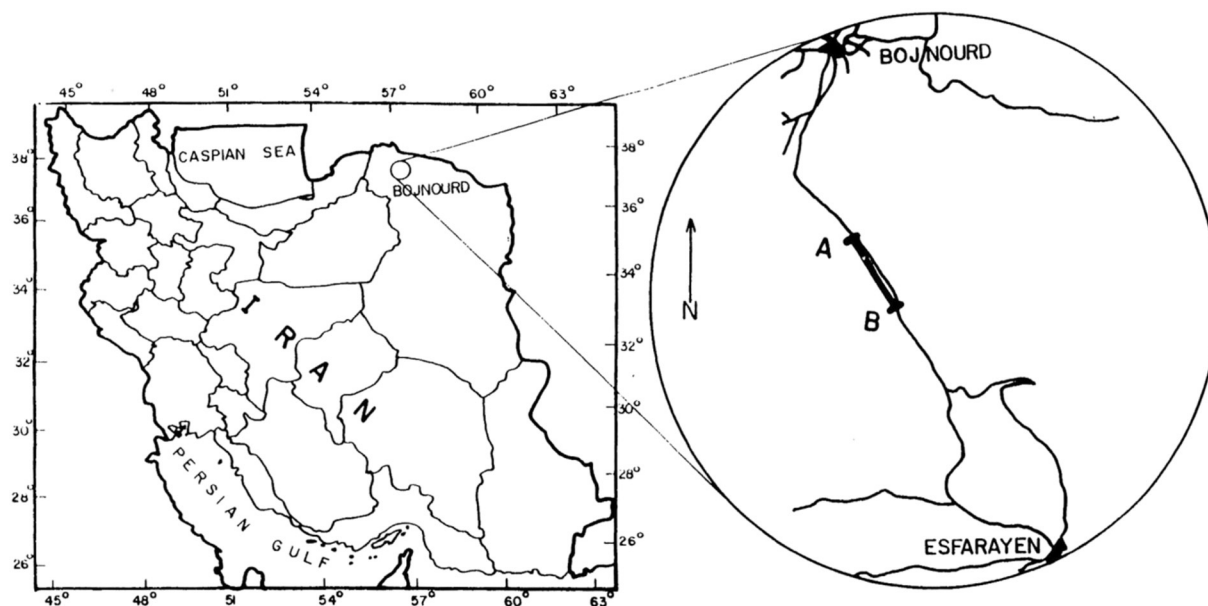 45° 48° 51° 54° 57° 60° 63°
38°
36°
34°
32°
30°
28°
26°
CASPIAN SEA
BOJNOURD
I R A N
PERSIAN GULF
38°
36°
34°
32°
30°
28°
26°
45° 48° 51 54° 57° 60° 63°
BOJNOURD
A
B
N
ESFARAYEN